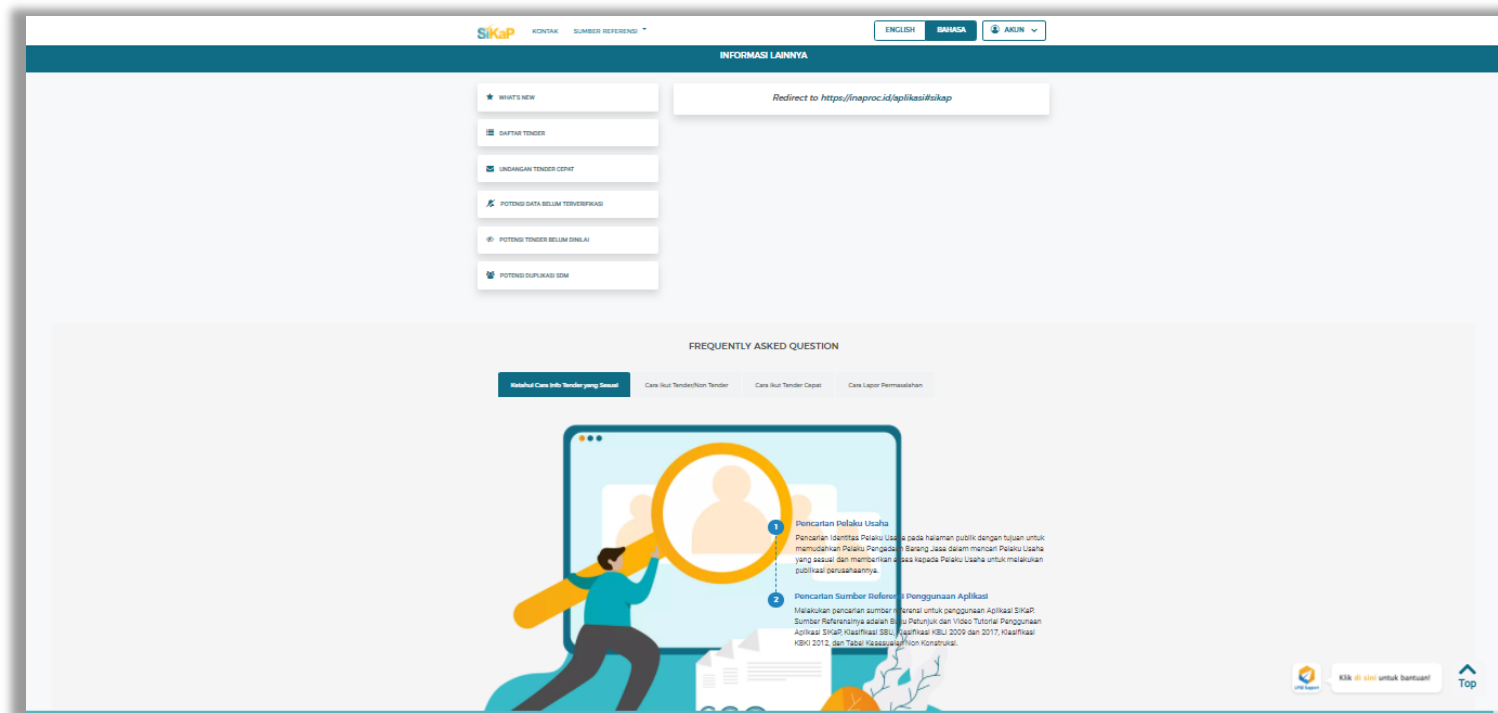 SiKaP KONTAK SUMBER REFERENSI ENGLISH BAHASA AKUN
INFORMASI LAINNYA
WHAT'S NEW
DAFTAR TENDER
UNDANGAN TENDER CEPAT
POTENSI DATA BELUM TERVERIFIKASI
POTENSI TENDER BELUM DINILAI
POTENSI DUPLIKASI SDM
Redirect to https://inaproc.id/aplikasi#sikap
FREQUENTLY ASKED QUESTION
Ketahui Cara Info Tender yang Sesuai Cara Ikut Tender/Non Tender Cara Ikut Tender Cepat Cara Lapor Permasalahan
1 Pencarian Pelaku Usaha
Pencarian Identitas Pelaku Usaha pada halaman publik dengan tujuan untuk
memudahkan Pelaku Pengadaan Barang Jasa dalam mencari Pelaku Usaha
yang sesuai dan memberikan akses kepada Pelaku Usaha untuk melakukan
publikasi perusahaannya.
2 Pencarian Sumber Referensi Penggunaan Aplikasi
Melakukan pencarian sumber referensi untuk penggunaan Aplikasi SIKaP.
Sumber Referensinya adalah Buku Petunjuk dan Video Tutorial Penggunaan
Aplikasi SIKaP, Klasifikasi SBU, Klasifikasi KBLI 2009 dan 2017, Klasifikasi
KBKI 2012, dan Tabel Kesesuaian Non Konstruksi.
Klik di sini untuk bantuan!
Top